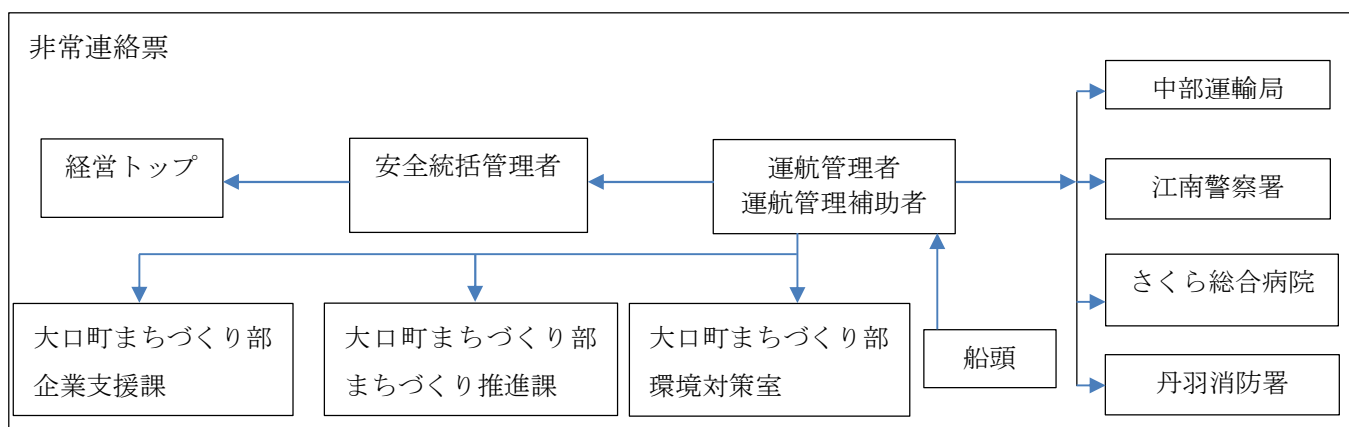 非常連絡票
中部運輸局
経営トップ
安全統括管理者
運航管理者
運航管理補助者
江南警察署
さくら総合病院
大口町まちづくり部
企業支援課
大口町まちづくり部
まちづくり推進課
大口町まちづくり部
環境対策室
船頭
丹羽消防署